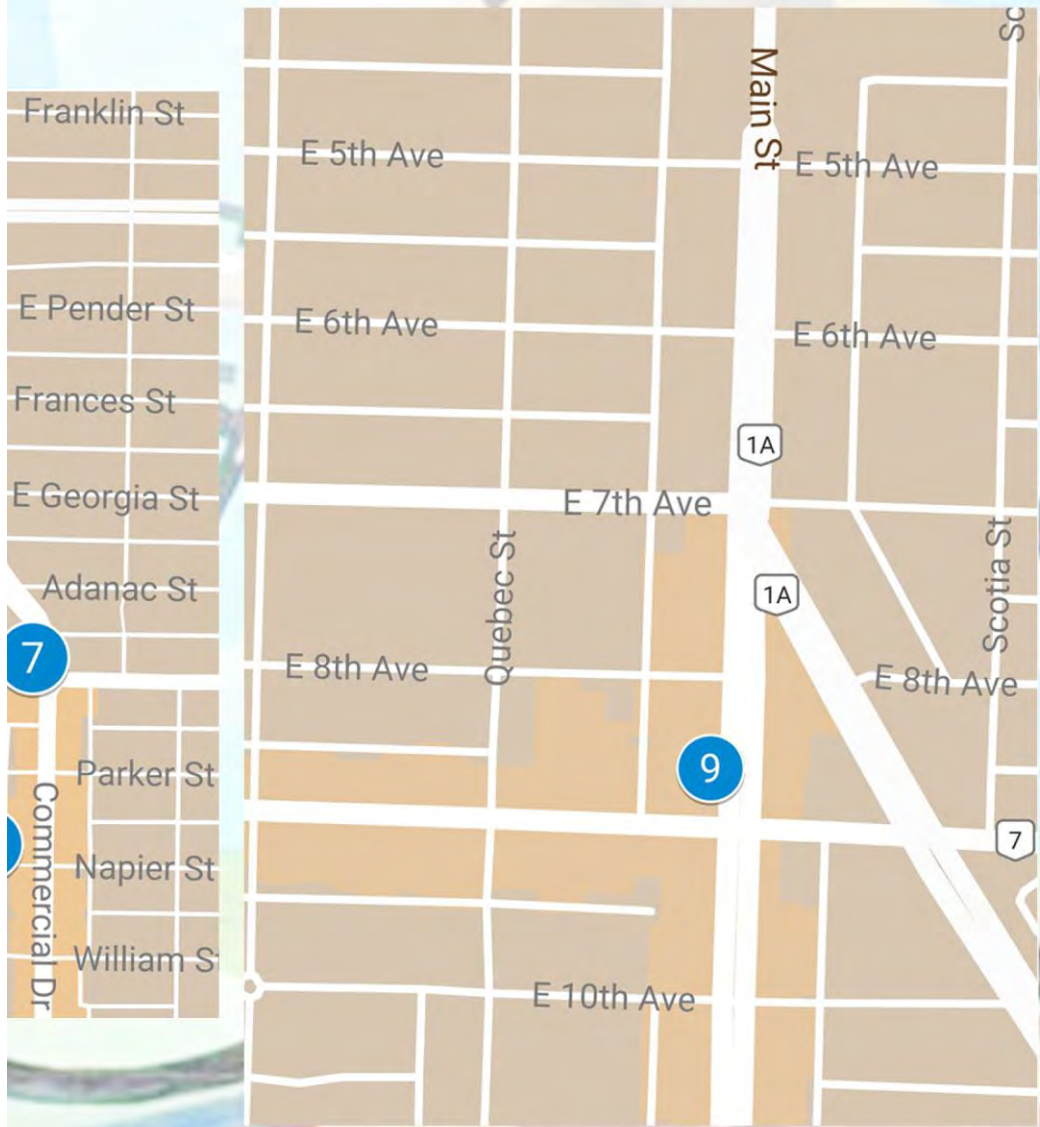 Franklin St
E Pender St
Frances St
E Georgia St
Adanac St
7
Parker St
Napier St
William S
Commercial Dr
Sc
Main St
E 5th Ave
E 5th Ave
E 6th Ave
E 6th Ave
1A
E 7th Ave
Quebec St
1A
Scotia St
E 8th Ave
E 8th Ave
9
7
E 10th Ave